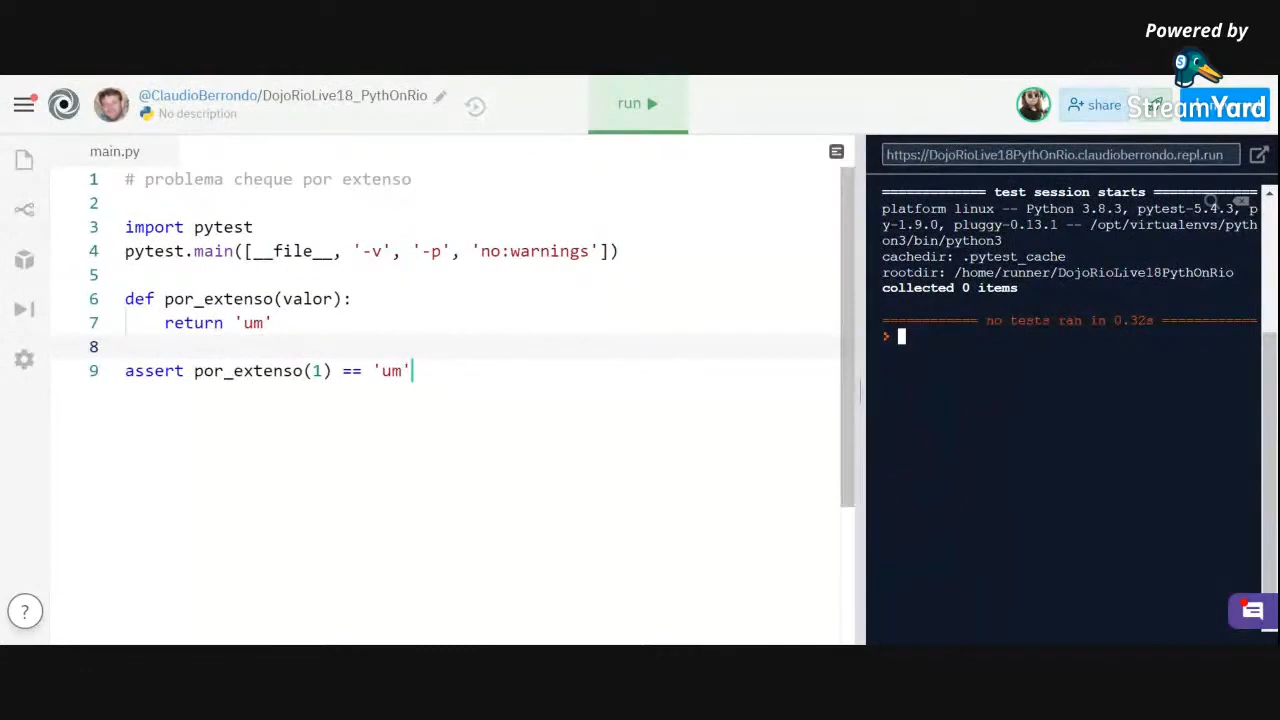 Powered by
StreamYard
@ClaudioBerrondo/DojoRioLive18_PythOnRio
No description
run
share
main.py
1 # problema cheque por extenso
2
3 import pytest
4 pytest.main([__file__, '-v', '-p', 'no:warnings'])
5
6 def por_extenso(valor):
7 return 'um'
8
9 assert por_extenso(1) == 'um'
?
https://DojoRioLive18PythOnRio.claudioberrondo.repl.run
============ test session starts ============
platform linux -- Python 3.8.3, pytest-5.4.3, p
y-1.9.0, pluggy-0.13.1 -- /opt/virtualenvs/pyth
on3/bin/python3
cachedir: .pytest_cache
rootdir: /home/runner/DojoRioLive18PythOnRio
collected 0 items
=========== no tests ran in 0.32s ===========
>